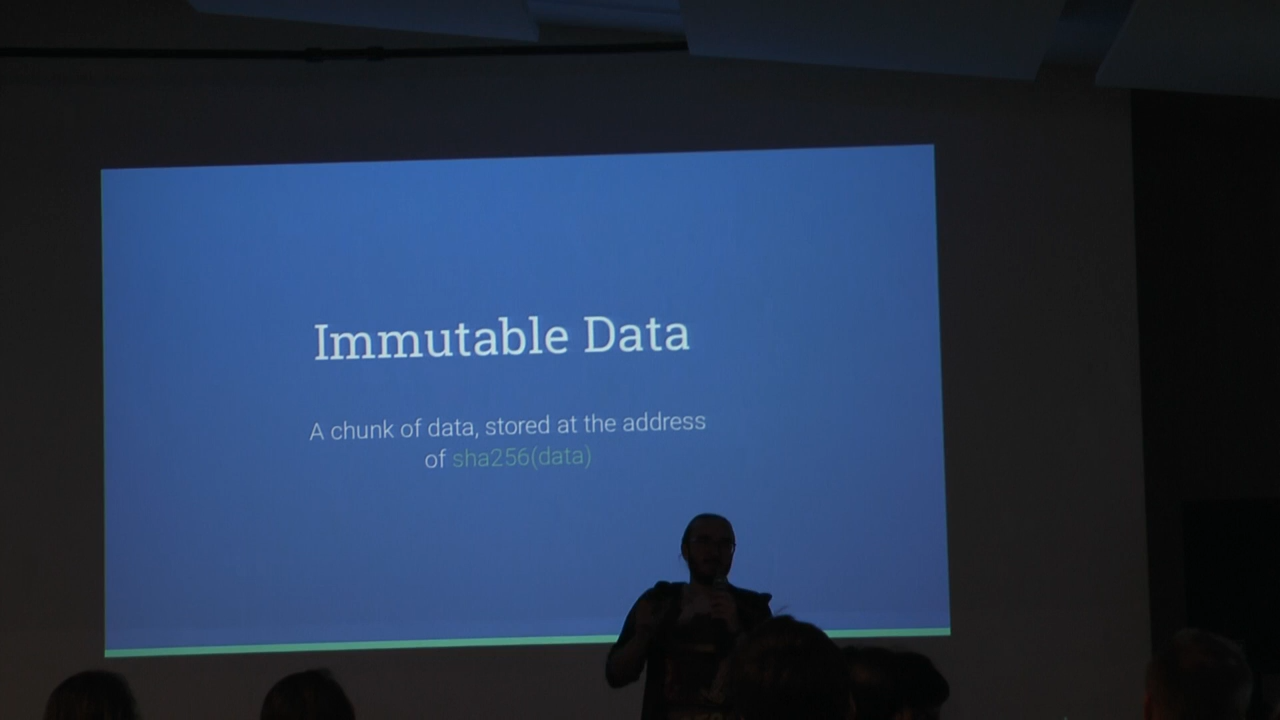 Immutable Data
A chunk of data, stored at the address
of sha256(data)